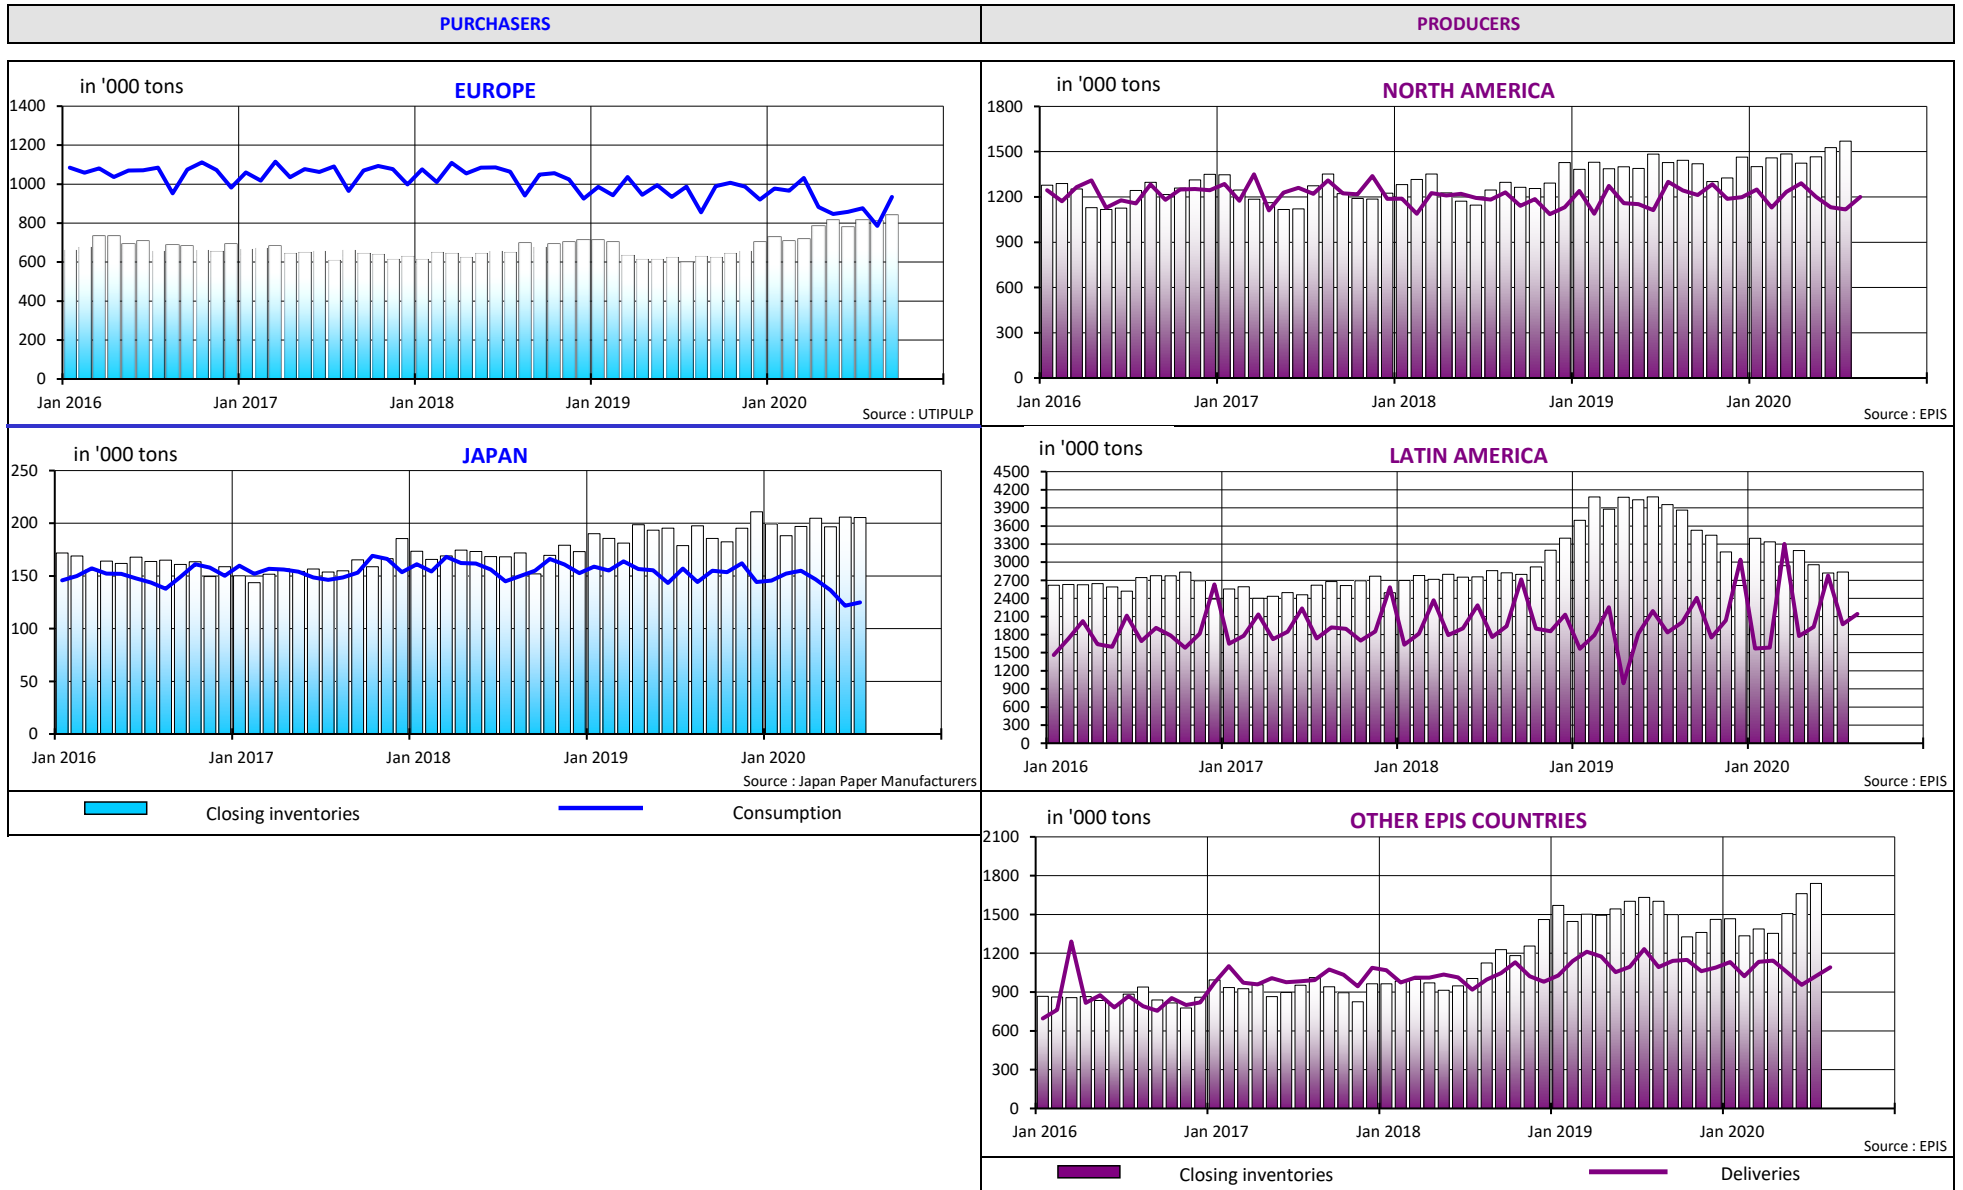 PURCHASERS
PRODUCERS
in '000 tons
EUROPE
1400
1200
1000
800
600
400
200
0
Jan 2016
Jan 2017
Jan 2018
Jan 2019
Jan 2020
Source : UTIPULP
in '000 tons
NORTH AMERICA
1800
1500
1200
900
600
300
0
Jan 2016
Jan 2017
Jan 2018
Jan 2019
Jan 2020
Source : EPIS
in '000 tons
JAPAN
250
200
150
100
50
0
Jan 2016
Jan 2017
Jan 2018
Jan 2019
Jan 2020
Source : Japan Paper Manufacturers
Closing inventories
Consumption
in '000 tons
LATIN AMERICA
4500
4200
3900
3600
3300
3000
2700
2400
2100
1800
1500
1200
900
600
300
0
Jan 2016
Jan 2017
Jan 2018
Jan 2019
Jan 2020
Source : EPIS
in '000 tons
OTHER EPIS COUNTRIES
2100
1800
1500
1200
900
600
300
0
Jan 2016
Jan 2017
Jan 2018
Jan 2019
Jan 2020
Source : EPIS
Closing inventories
Deliveries